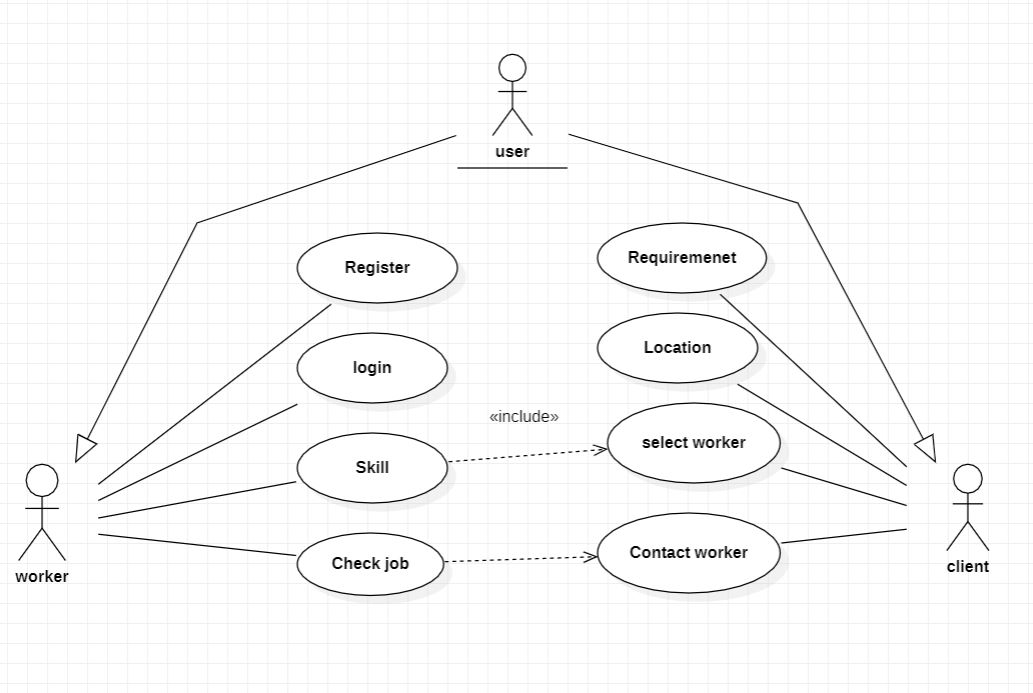 user
Register
Requiremenet
login
Location
«include»
Skill
select worker
Check job
Contact worker
worker
client